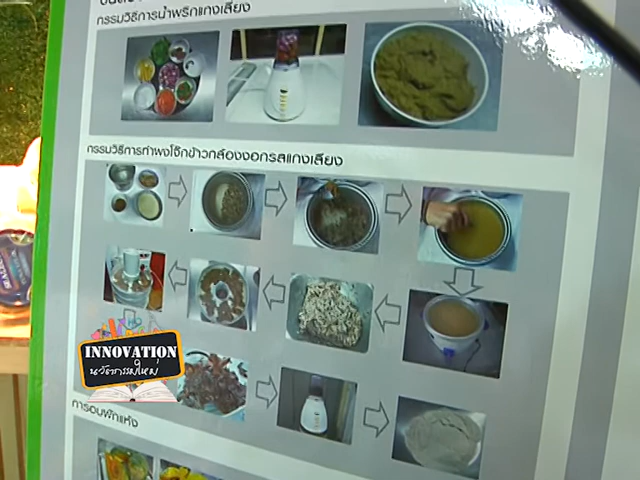 กรรมวิธีการน้ำพริกแกงเลียง
กรรมวิธีการทำผงโจ๊กข้าวกล้องงอกรสแกงเลียง
INNOVATION
นวัตกรรมใหม่
การอบผักแห้ง